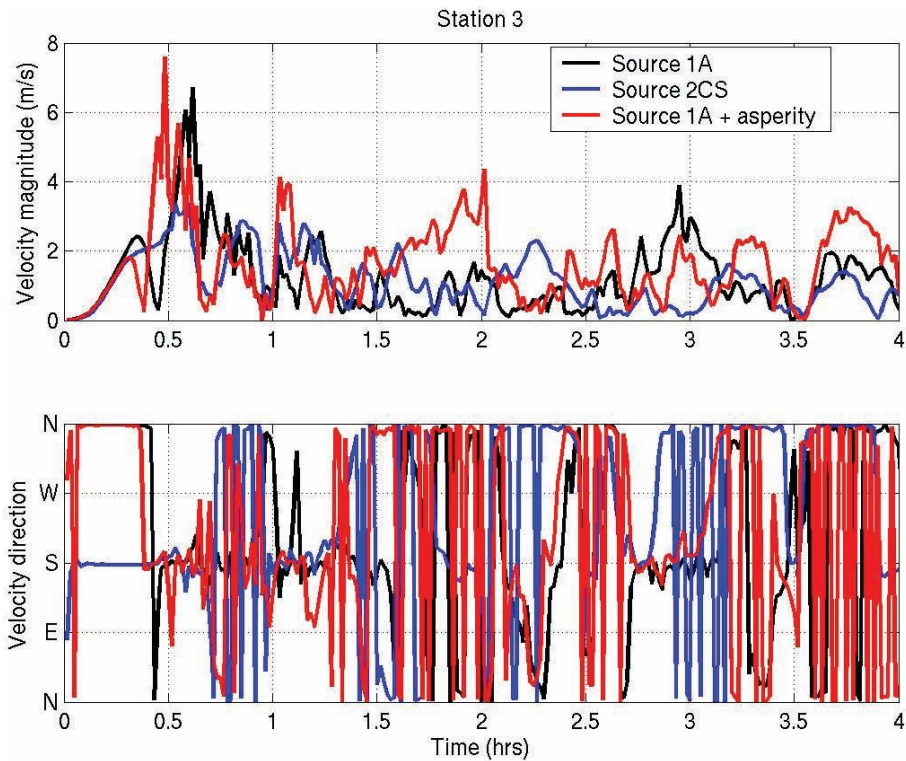 Station 3
Velocity magnitude (m/s)
8
6
4
2
0
Source 1A
Source 2CS
Source 1A + asperity
0 0.5 1 1.5 2 2.5 3 3.5 4
Velocity direction
N
W
S
E
N
0 0.5 1 1.5 2 2.5 3 3.5 4
Time (hrs)